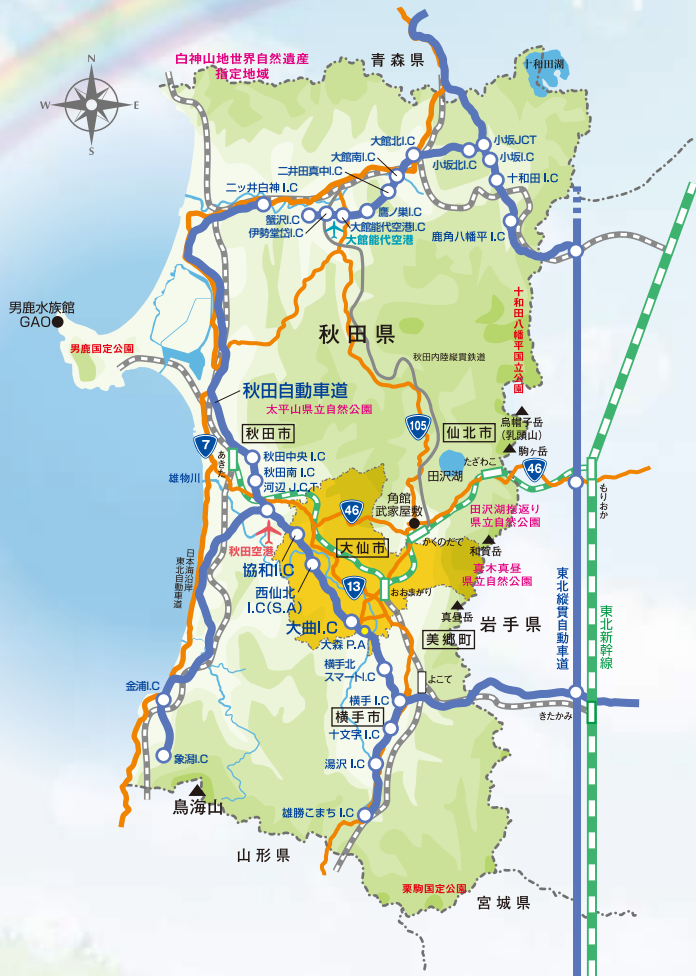 白神山地世界自然遺産
指定地域
青森県
十和田湖
N
W
E
S
大館北I.C
小坂JCT
大館南I.C
小坂北I.C
小坂I.C
二井田真中I.C
十和田 I.C
二ッ井白神 I.C
蟹沢I.C
鷹ノ巣I.C
伊勢堂岱I.C
大館能代空港I.C
大館能代空港
鹿角八幡平 I.C
男鹿水族館
GAO
男鹿国定公園
秋田県
十和田八幡平国立公園
秋田内陸縦貫鉄道
秋田自動車道
太平山県立自然公園
秋田市
7
105
仙北市
烏帽子岳
(乳頭山)
駒ヶ岳
46
秋田中央 I.C
秋田南 I.C
河辺 J.C.T
あきた
雄物川
田沢湖
たざわこ
もりおか
46
角館
武家屋敷
田沢湖抱返り
県立自然公園
秋田空港
大仙市
かくのだて
和賀岳
協和I.C
真木真昼
県立自然公園
西仙北
I.C(S.A)
13
おおまがり
日本海沿岸
東北自動車道
大曲I.C
真昼岳
岩手県
東北縦貫自動車道
東北新幹線
大森 P.A
美郷町
横手北
スマートI.C
よこて
金浦I.C
横手 I.C
横手市
きたかみ
十文字 I.C
象潟I.C
湯沢 I.C
鳥海山
雄勝こまち I.C
山形県
栗駒国定公園
宮城県